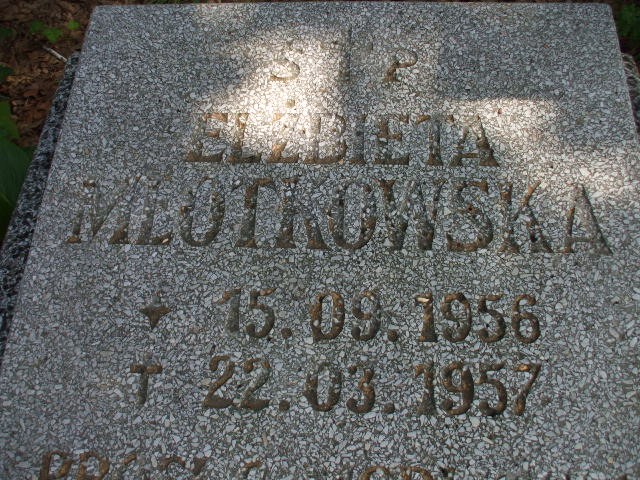 Ś P
ELŻBIETA
MŁOTKOWSKA
15.09.1956
22.03.1957